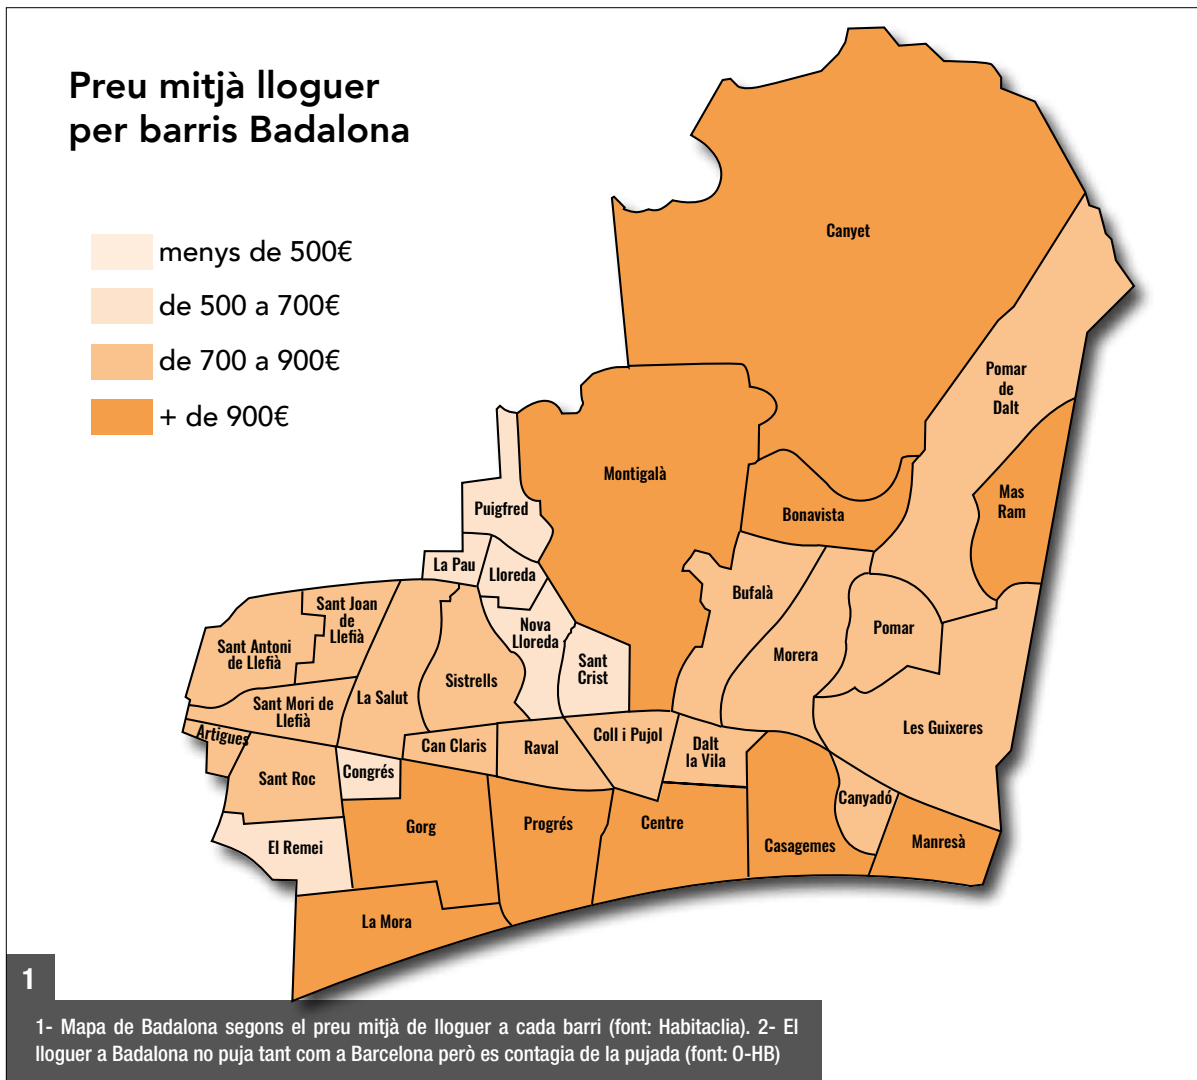 Preu mitjà lloguer
per barris Badalona
menys de 500€
de 500 a 700€
de 700 a 900€
+ de 900€
Canyet
Pomar
de
Dalt
Montigalà
Mas
Ram
Puigfred
Bonavista
La Pau
Lloreda
Bufalà
Sant Joan
de
Llefià
Nova
Lloreda
Pomar
Sant Antoni
de Llefià
Morera
Sant
Crist
Sistrells
La Salut
Sant Mori de
Llefià
Les Guixeres
Artigues
Can Claris
Raval
Coll i Pujol
Dalt
la Vila
Sant Roc
Congrés
Canyadó
Gorg
Progrés
Centre
Casagemes
Manresà
El Remei
La Mora
1
1- Mapa de Badalona segons el preu mitjà de lloguer a cada barri (font: Habitaclia). 2- El
lloguer a Badalona no puja tant com a Barcelona però es contagia de la pujada (font: O-HB)